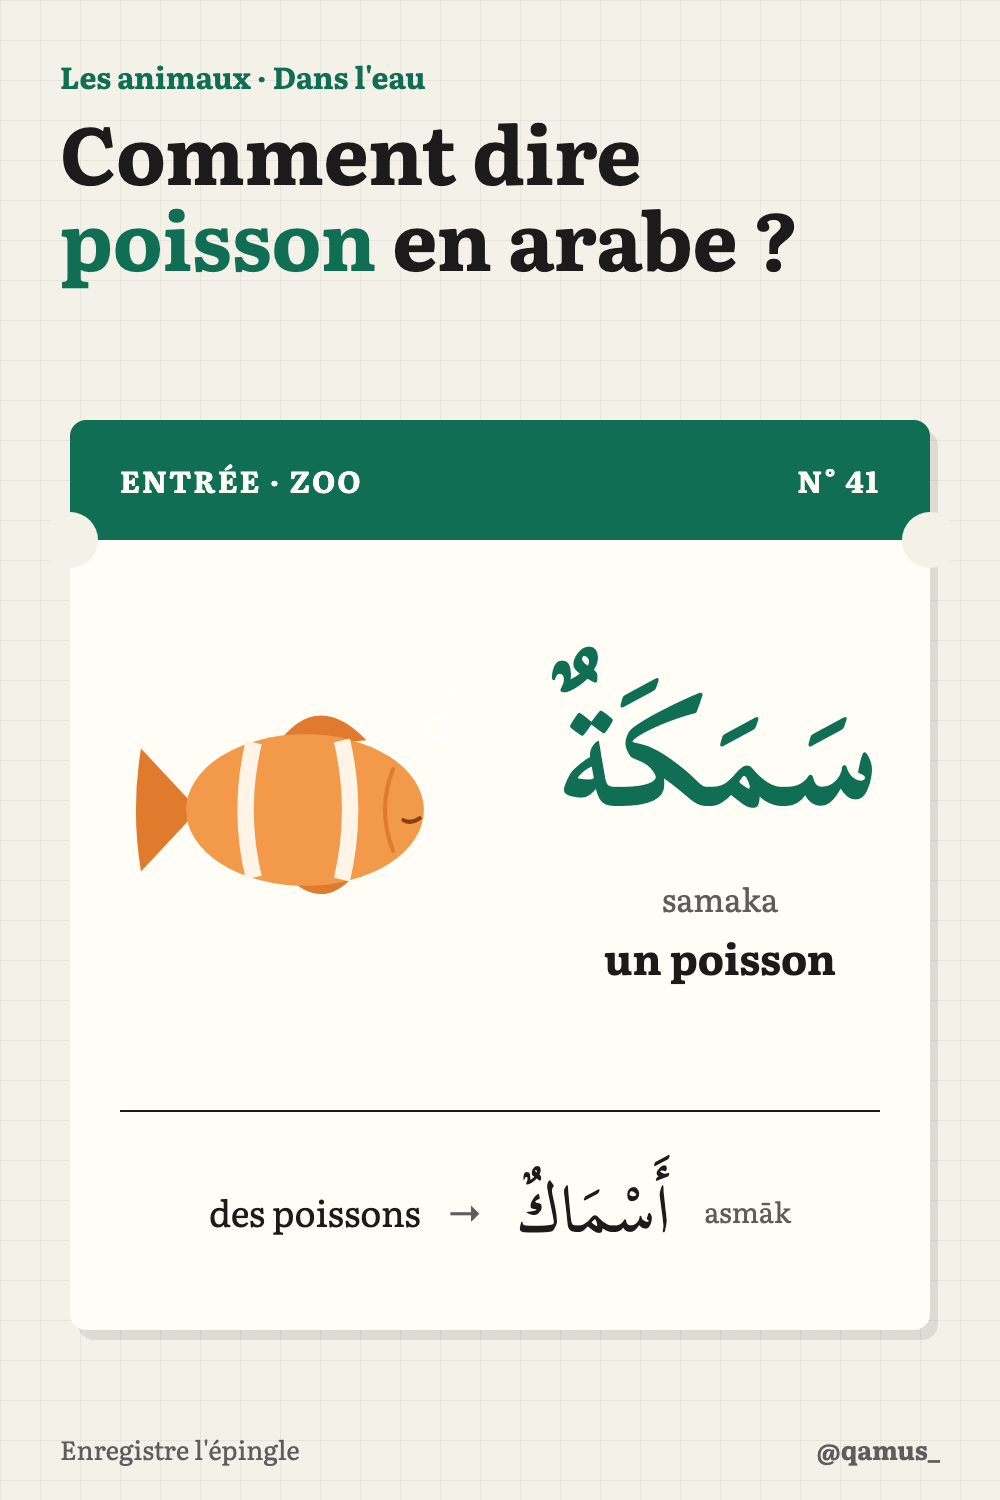 Les animaux · Dans l'eau
Comment dire
poisson en arabe ?
ENTRÉE · ZOO
N° 41
سَمَكَةٌ
samaka
un poisson
des poissons → أَسْمَاكٌ asmāk
Enregistre l'épingle
@qamus_